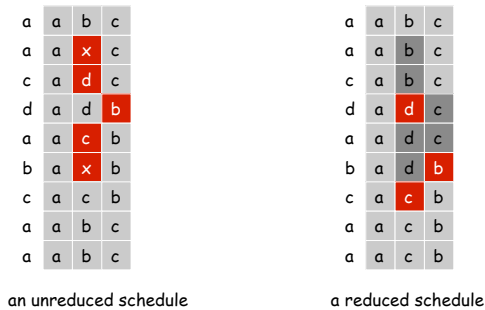 a a b c a a b c
a a x c a a b c
c a d c c a b c
d a d b d a d c
a a c b a a d c
b a x b b a d b
c a c b c a c b
a a b c a a c b
a a b c a a c b
an unreduced schedule a reduced schedule